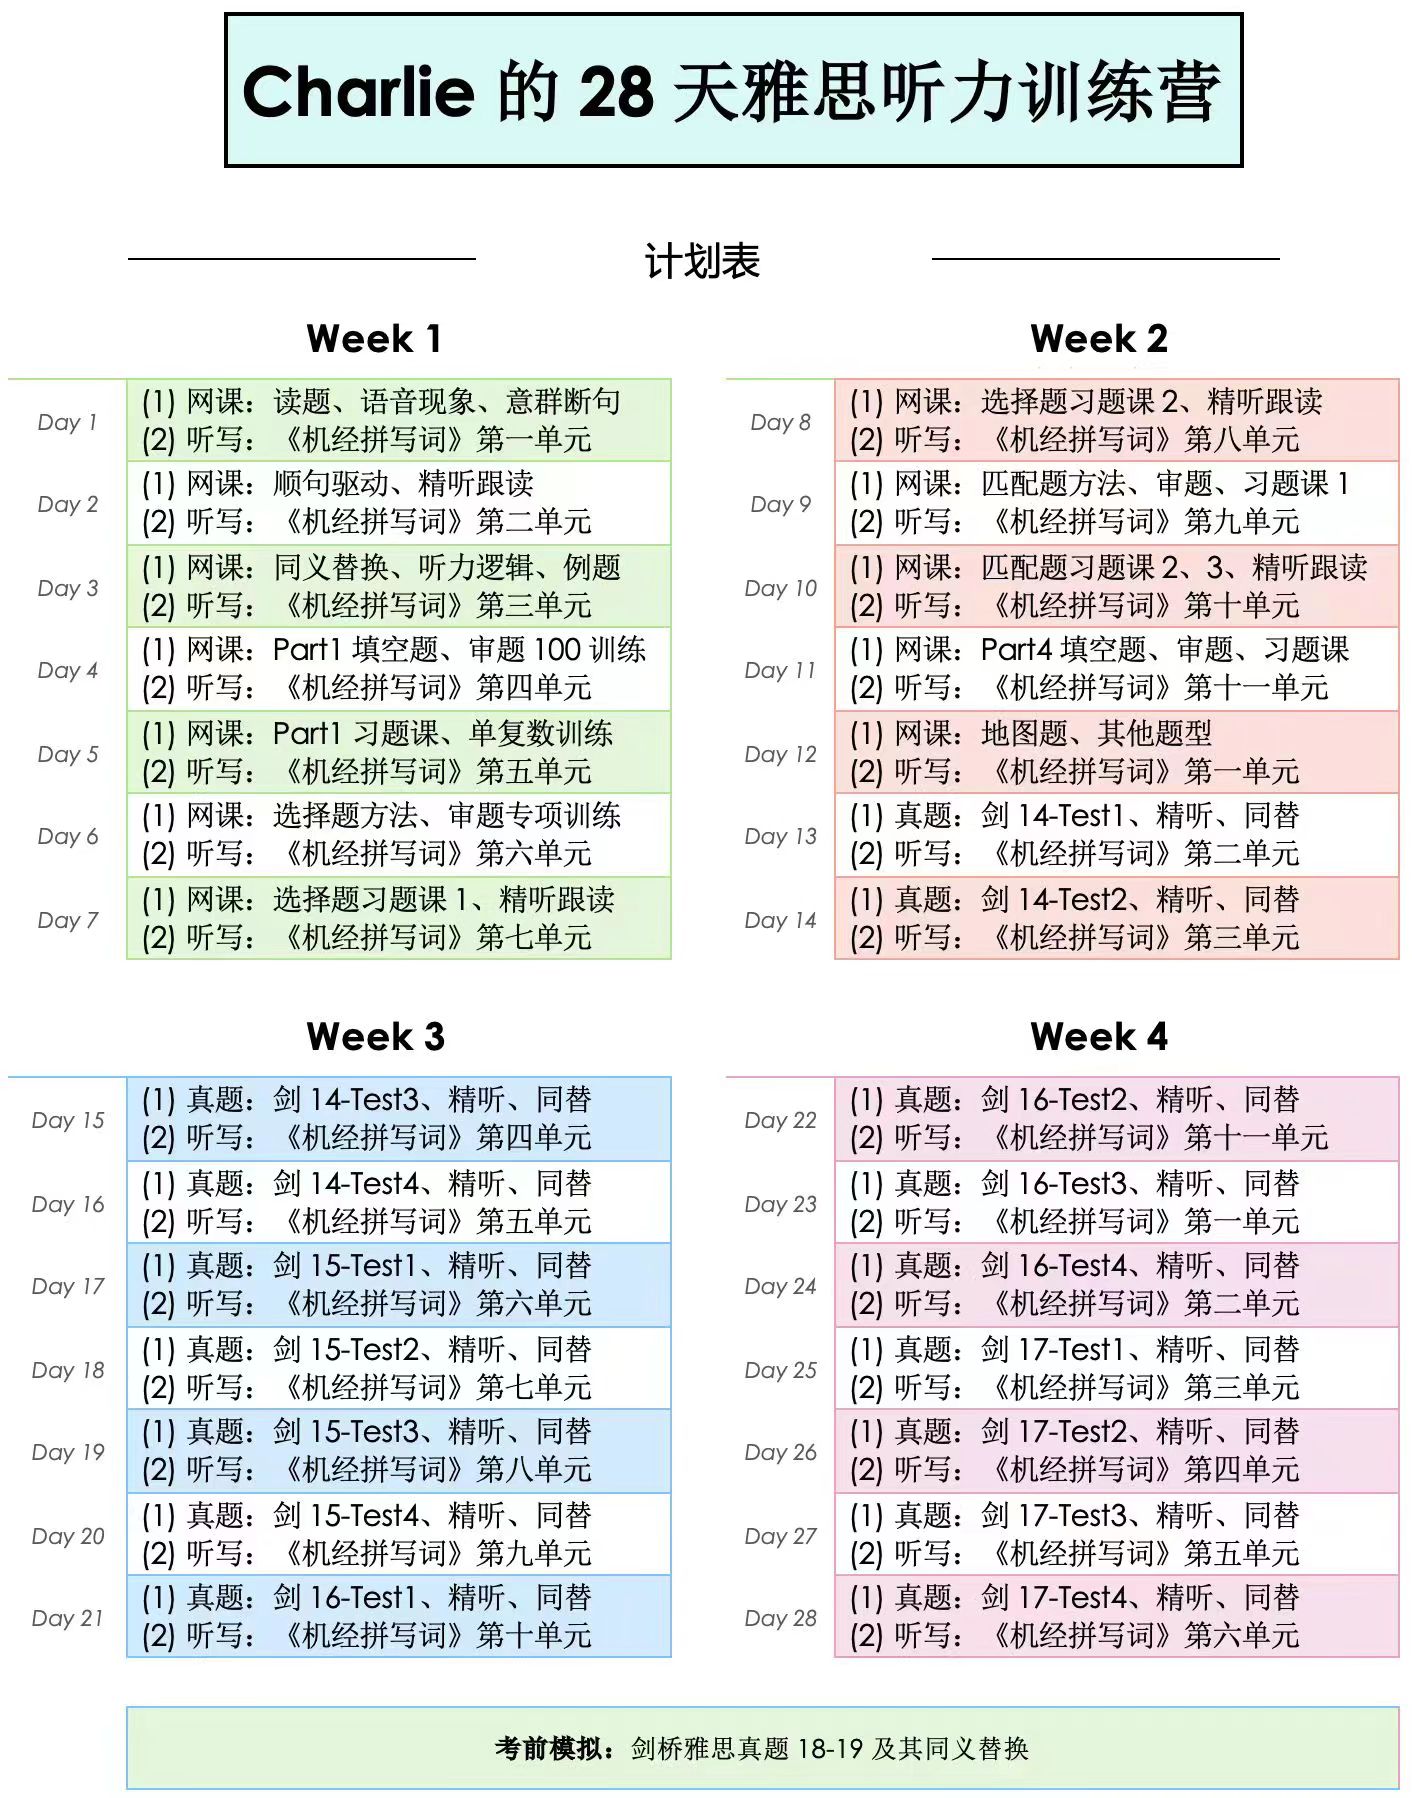 Charlie 的 28 天雅思听力训练营
计划表
Week 1
Day 1
(1) 网课：读题、语音现象、意群断句
(2) 听写：《机经拼写词》第一单元
Day 2
(1) 网课：顺句驱动、精听跟读
(2) 听写：《机经拼写词》第二单元
Day 3
(1) 网课：同义替换、听力逻辑、例题
(2) 听写：《机经拼写词》第三单元
Day 4
(1) 网课：Part1 填空题、审题 100 训练
(2) 听写：《机经拼写词》第四单元
Day 5
(1) 网课：Part1 习题课、单复数训练
(2) 听写：《机经拼写词》第五单元
Day 6
(1) 网课：选择题方法、审题专项训练
(2) 听写：《机经拼写词》第六单元
Day 7
(1) 网课：选择题习题课 1、精听跟读
(2) 听写：《机经拼写词》第七单元
Week 2
Day 8
(1) 网课：选择题习题课 2、精听跟读
(2) 听写：《机经拼写词》第八单元
Day 9
(1) 网课：匹配题方法、审题、习题课 1
(2) 听写：《机经拼写词》第九单元
Day 10
(1) 网课：匹配题习题课 2、3、精听跟读
(2) 听写：《机经拼写词》第十单元
Day 11
(1) 网课：Part4 填空题、审题、习题课
(2) 听写：《机经拼写词》第十一单元
Day 12
(1) 网课：地图题、其他题型
(2) 听写：《机经拼写词》第一单元
Day 13
(1) 真题：剑 14-Test1、精听、同替
(2) 听写：《机经拼写词》第二单元
Day 14
(1) 真题：剑 14-Test2、精听、同替
(2) 听写：《机经拼写词》第三单元
Week 3
Day 15
(1) 真题：剑 14-Test3、精听、同替
(2) 听写：《机经拼写词》第四单元
Day 16
(1) 真题：剑 14-Test4、精听、同替
(2) 听写：《机经拼写词》第五单元
Day 17
(1) 真题：剑 15-Test1、精听、同替
(2) 听写：《机经拼写词》第六单元
Day 18
(1) 真题：剑 15-Test2、精听、同替
(2) 听写：《机经拼写词》第七单元
Day 19
(1) 真题：剑 15-Test3、精听、同替
(2) 听写：《机经拼写词》第八单元
Day 20
(1) 真题：剑 15-Test4、精听、同替
(2) 听写：《机经拼写词》第九单元
Day 21
(1) 真题：剑 16-Test1、精听、同替
(2) 听写：《机经拼写词》第十单元
Week 4
Day 22
(1) 真题：剑 16-Test2、精听、同替
(2) 听写：《机经拼写词》第十一单元
Day 23
(1) 真题：剑 16-Test3、精听、同替
(2) 听写：《机经拼写词》第一单元
Day 24
(1) 真题：剑 16-Test4、精听、同替
(2) 听写：《机经拼写词》第二单元
Day 25
(1) 真题：剑 17-Test1、精听、同替
(2) 听写：《机经拼写词》第三单元
Day 26
(1) 真题：剑 17-Test2、精听、同替
(2) 听写：《机经拼写词》第四单元
Day 27
(1) 真题：剑 17-Test3、精听、同替
(2) 听写：《机经拼写词》第五单元
Day 28
(1) 真题：剑 17-Test4、精听、同替
(2) 听写：《机经拼写词》第六单元
考前模拟：剑桥雅思真题 18-19 及其同义替换